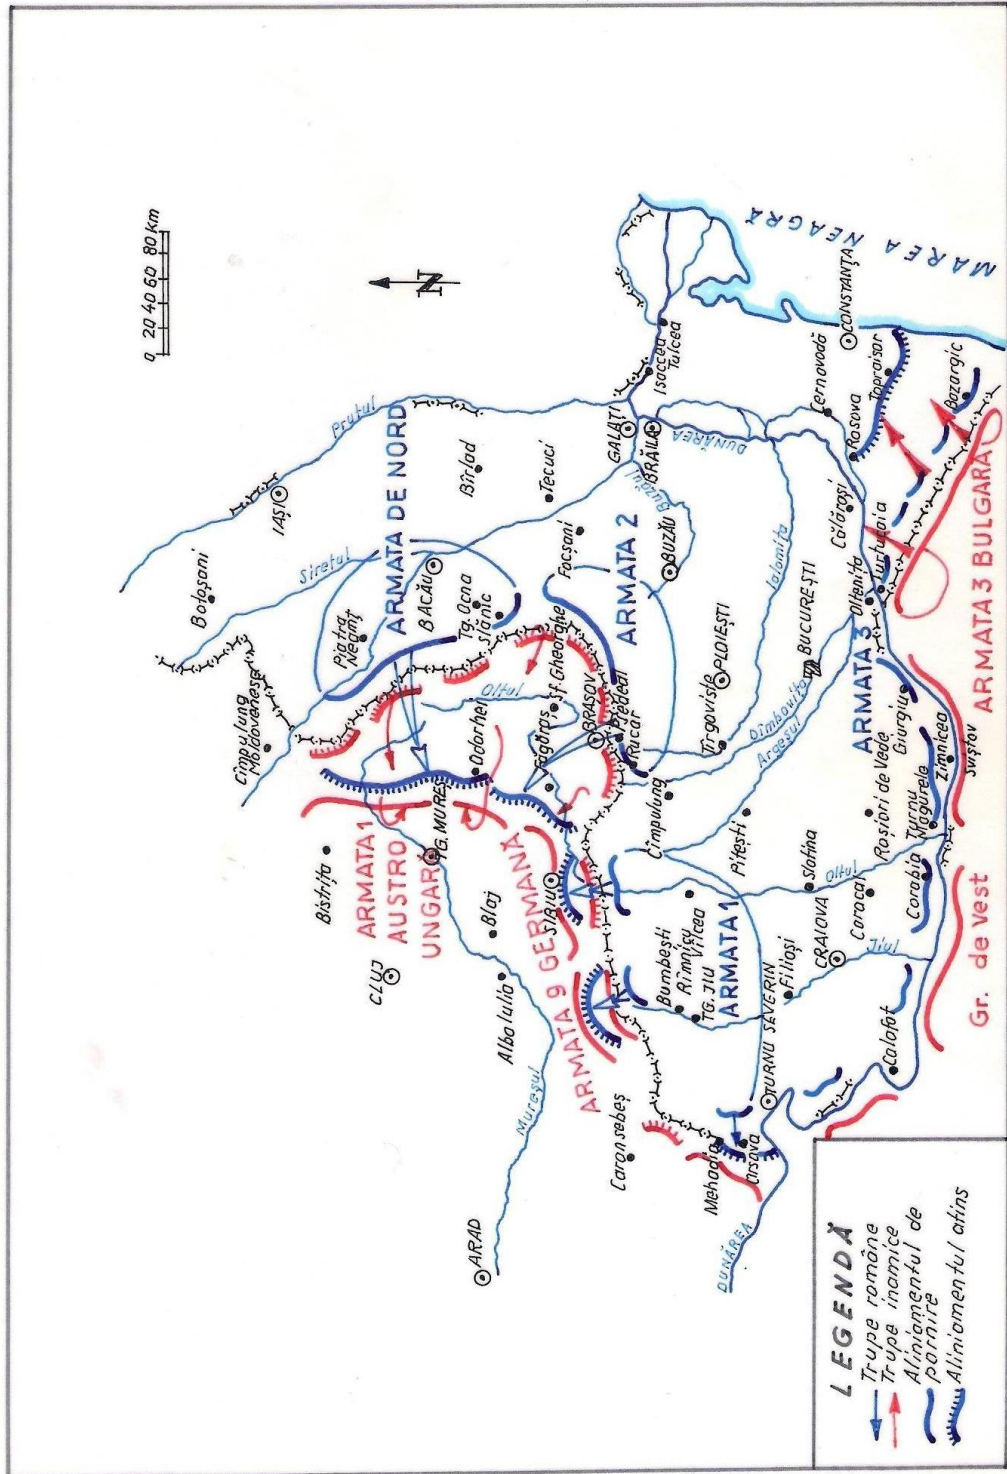 0 20 40 60 80 km
N
MAREA NEAGRĂ
Prutul
Siretul
Botoșani
IAȘI
Cîmpulung
Moldovenesc
ARMATA DE NORD
Piatra
Neamț
BACĂU
Bîrlad
Tg. Ocna
Slănic
Tecuci
Focșani
GALAȚI
BRĂILA
DUNĂREA
Isaccea
Tulcea
Buzăul
BUZĂU
ARMATA 2
Bistrița
ARMATA 1
AUSTRO
UNGARĂ
TG. MUREȘ
Odorhei
Oltul
Sf. Gheorghe
Făgăraș
BRAȘOV
Predeal
Rucăr
CLUJ
Blaj
Alba Iulia
SIBIU
ARMATA 9 GERMANĂ
Mureșul
ARAD
Caransebeș
Mehadia
Orșova
DUNĂREA
TURNU SEVERIN
Bumbești
Rîmnicu
Vîlcea
TG. JIU
ARMATA 1
Filiași
CRAIOVA
Jiul
Calafat
Cîmpulung
Pitești
Slatina
Oltul
Caracal
Corabia
Tîrgoviște
PLOIEȘTI
Dîmbovița
Argeșul
BUCUREȘTI
Ialomița
ARMATA 3
Roșiori de Vede
Giurgiu
Turnu
Măgurele
Zimnicea
Sviștov
Oltenița
Turtucaia
Călărași
Cernavodă
CONSTANȚA
Rasova
Topraisar
Bazargic
ARMATA 3 BULGARĂ
Gr. de Vest
LEGENDĂ
Trupe române
Trupe inamice
Aliniamentul de
pornire
Aliniamentul atins